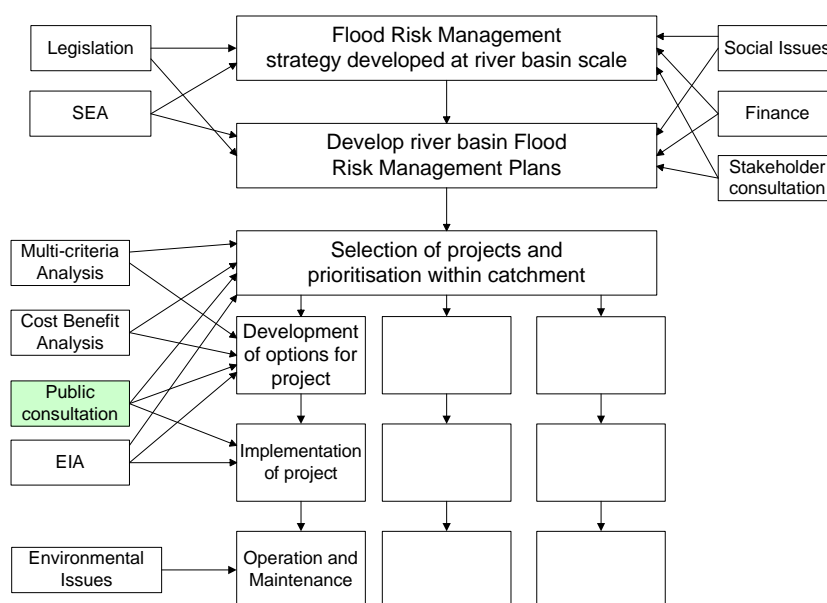 Legislation
Flood Risk Management
strategy developed at river basin scale
Social Issues
SEA
Finance
Develop river basin Flood
Risk Management Plans
Stakeholder
consultation
Multi-criteria
Analysis
Selection of projects and
prioritisation within catchment
Cost Benefit
Analysis
Development
of options for
project
Public
consultation
EIA
Implementation
of project
Environmental
Issues
Operation and
Maintenance